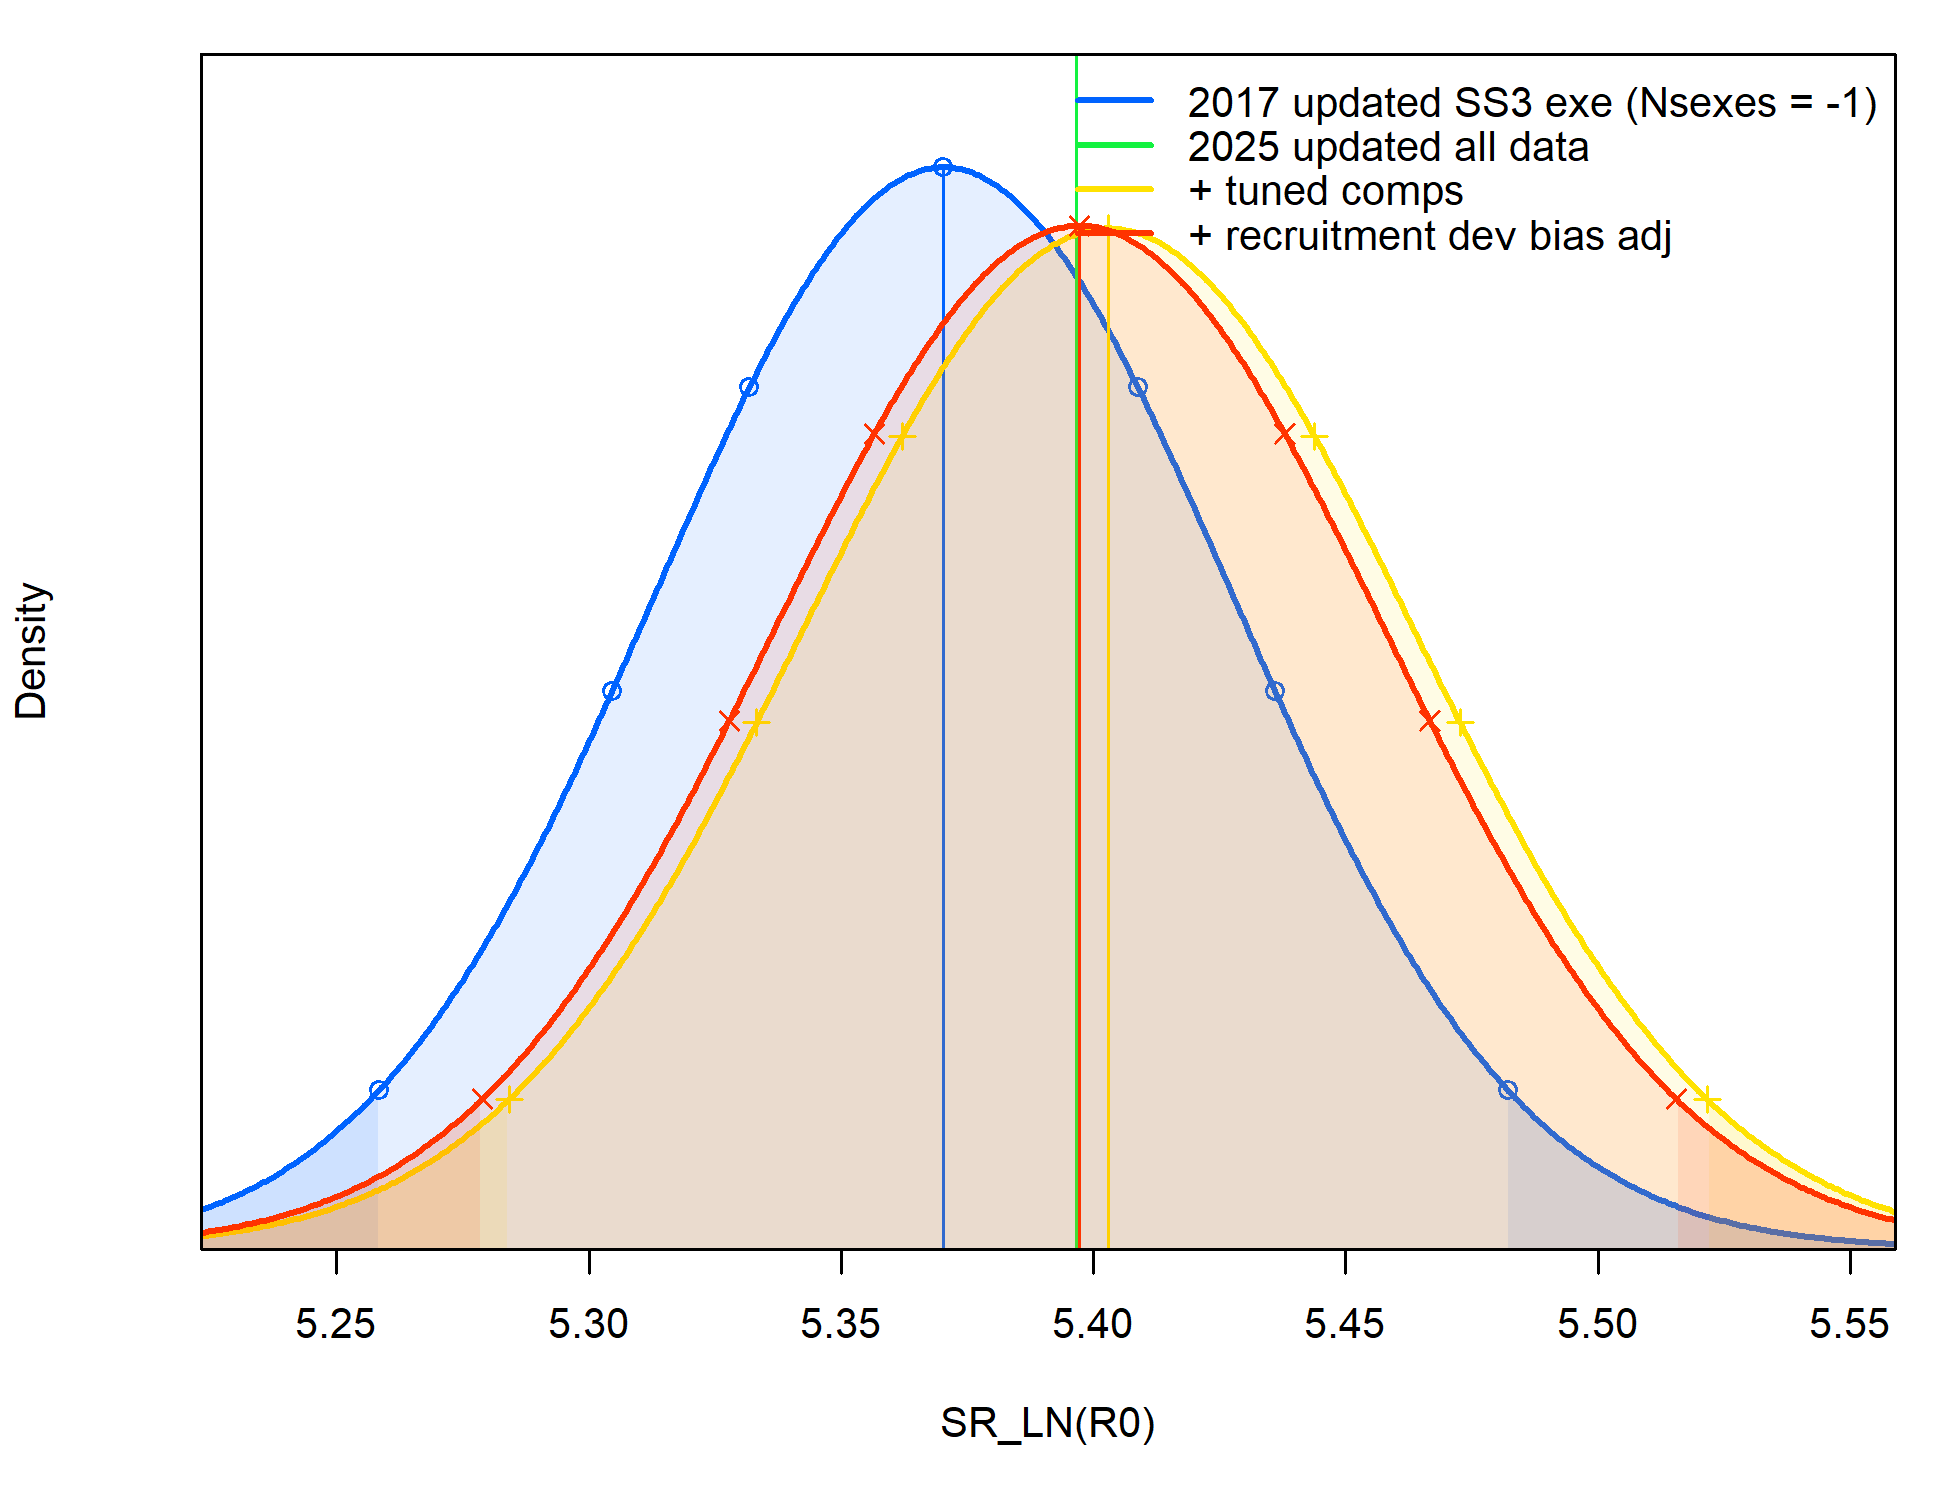 2017 updated SS3 exe (Nsexes = -1)
2025 updated all data
+ tuned comps
+ recruitment dev bias adj
Density
5.25 5.30 5.35 5.40 5.45 5.50 5.55
SR_LN(R0)